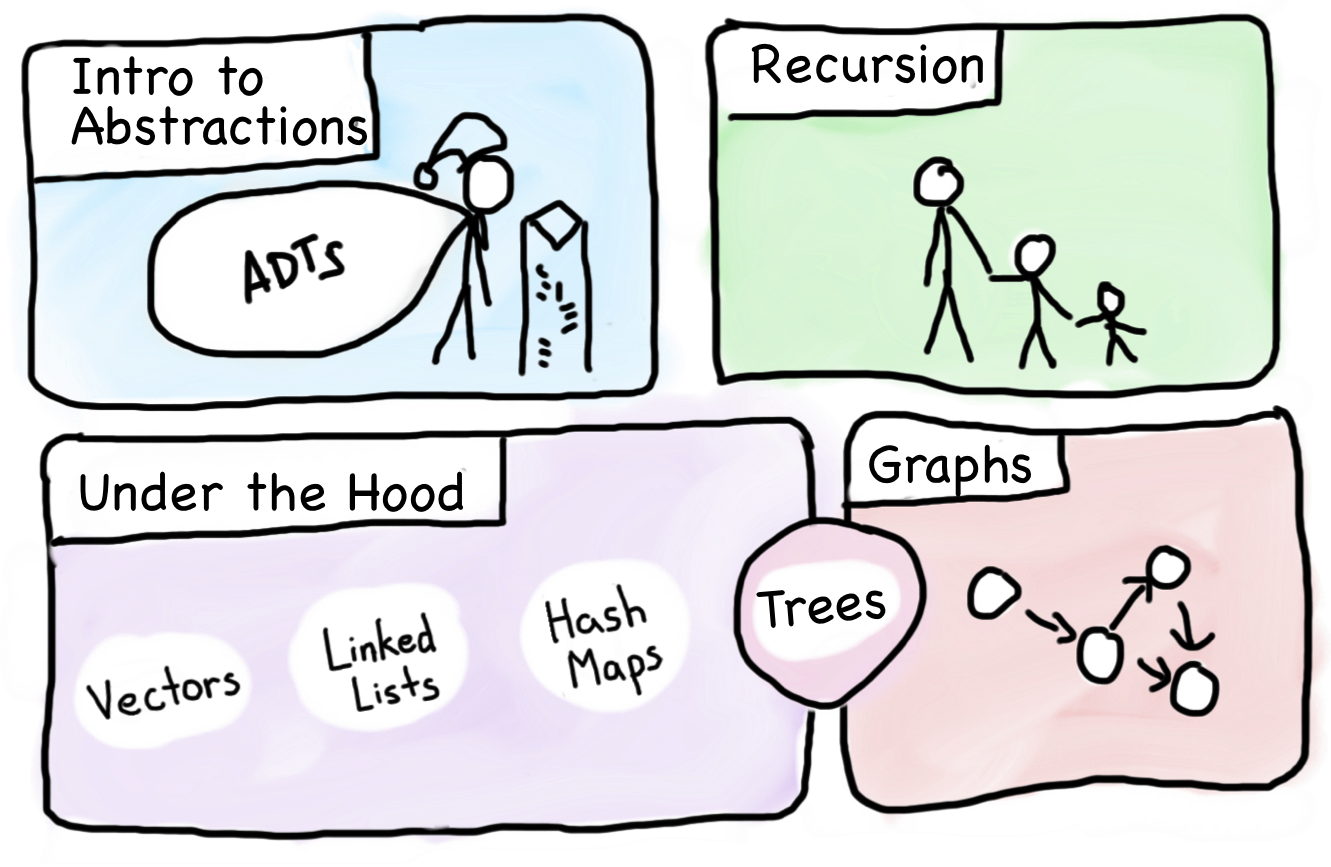 Intro to
Abstractions
ADTs
Recursion
Under the Hood
Vectors
Linked
Lists
Hash
Maps
Trees
Graphs